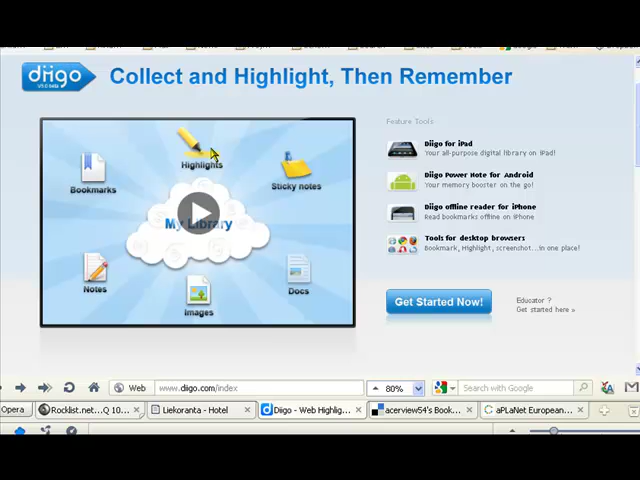 diigo
V5.0 beta
Collect and Highlight, Then Remember
Feature Tools
Highlights
Bookmarks
Sticky notes
My Library
Notes
Images
Docs
Diigo for iPad
Your all-purpose digital library on iPad!
Diigo Power Note for Android
Your memory booster on the go!
Diigo offline reader for iPhone
Read bookmarks offline on iPhone
Tools for desktop browsers
Bookmark, Highlight, screenshot...in one place!
Get Started Now!
Educator ?
Get started here »
Web
www.diigo.com/index
80%
Search with Google
Opera
Rocklist.net...Q 10...
Liekoranta - Hotel
Diigo - Web Highlig...
acerview54's Book...
aPLaNet European...